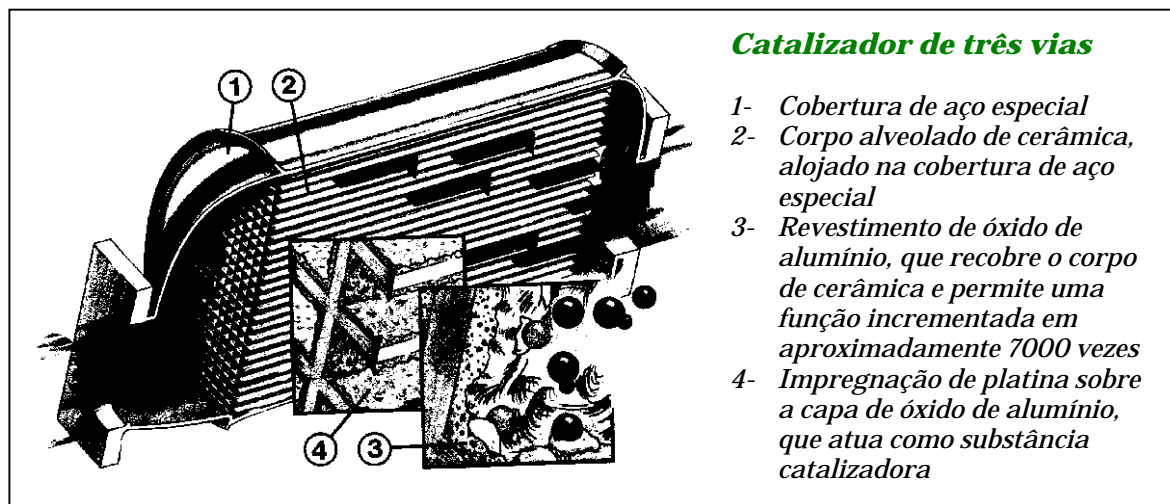 Catalizador de três vias
1
2
4
3
1- Cobertura de aço especial
2- Corpo alveolado de cerâmica,
alojado na cobertura de aço
especial
3- Revestimento de óxido de
alumínio, que recobre o corpo
de cerâmica e permite uma
função incrementada em
aproximadamente 7000 vezes
4- Impregnação de platina sobre
a capa de óxido de alumínio,
que atua como substância
catalizadora